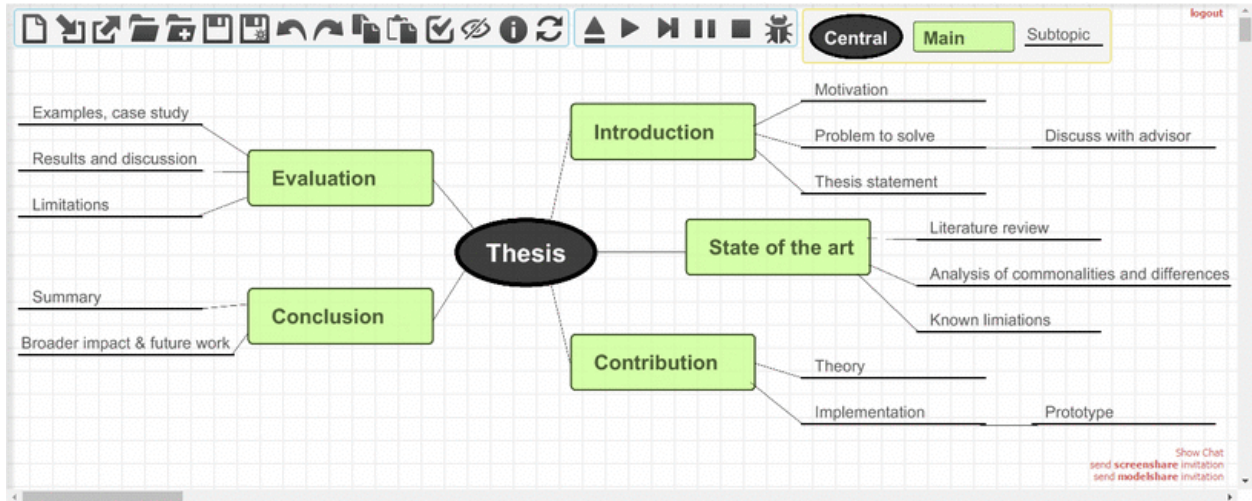 logout
Central
Main
Subtopic
Examples, case study
Results and discussion
Limitations
Evaluation
Summary
Broader impact & future work
Conclusion
Thesis
Introduction
Motivation
Problem to solve
Discuss with advisor
Thesis statement
State of the art
Literature review
Analysis of commonalities and differences
Known limiations
Contribution
Theory
Implementation
Prototype
Show Chat
send screenshare invitation
send modelshare invitation